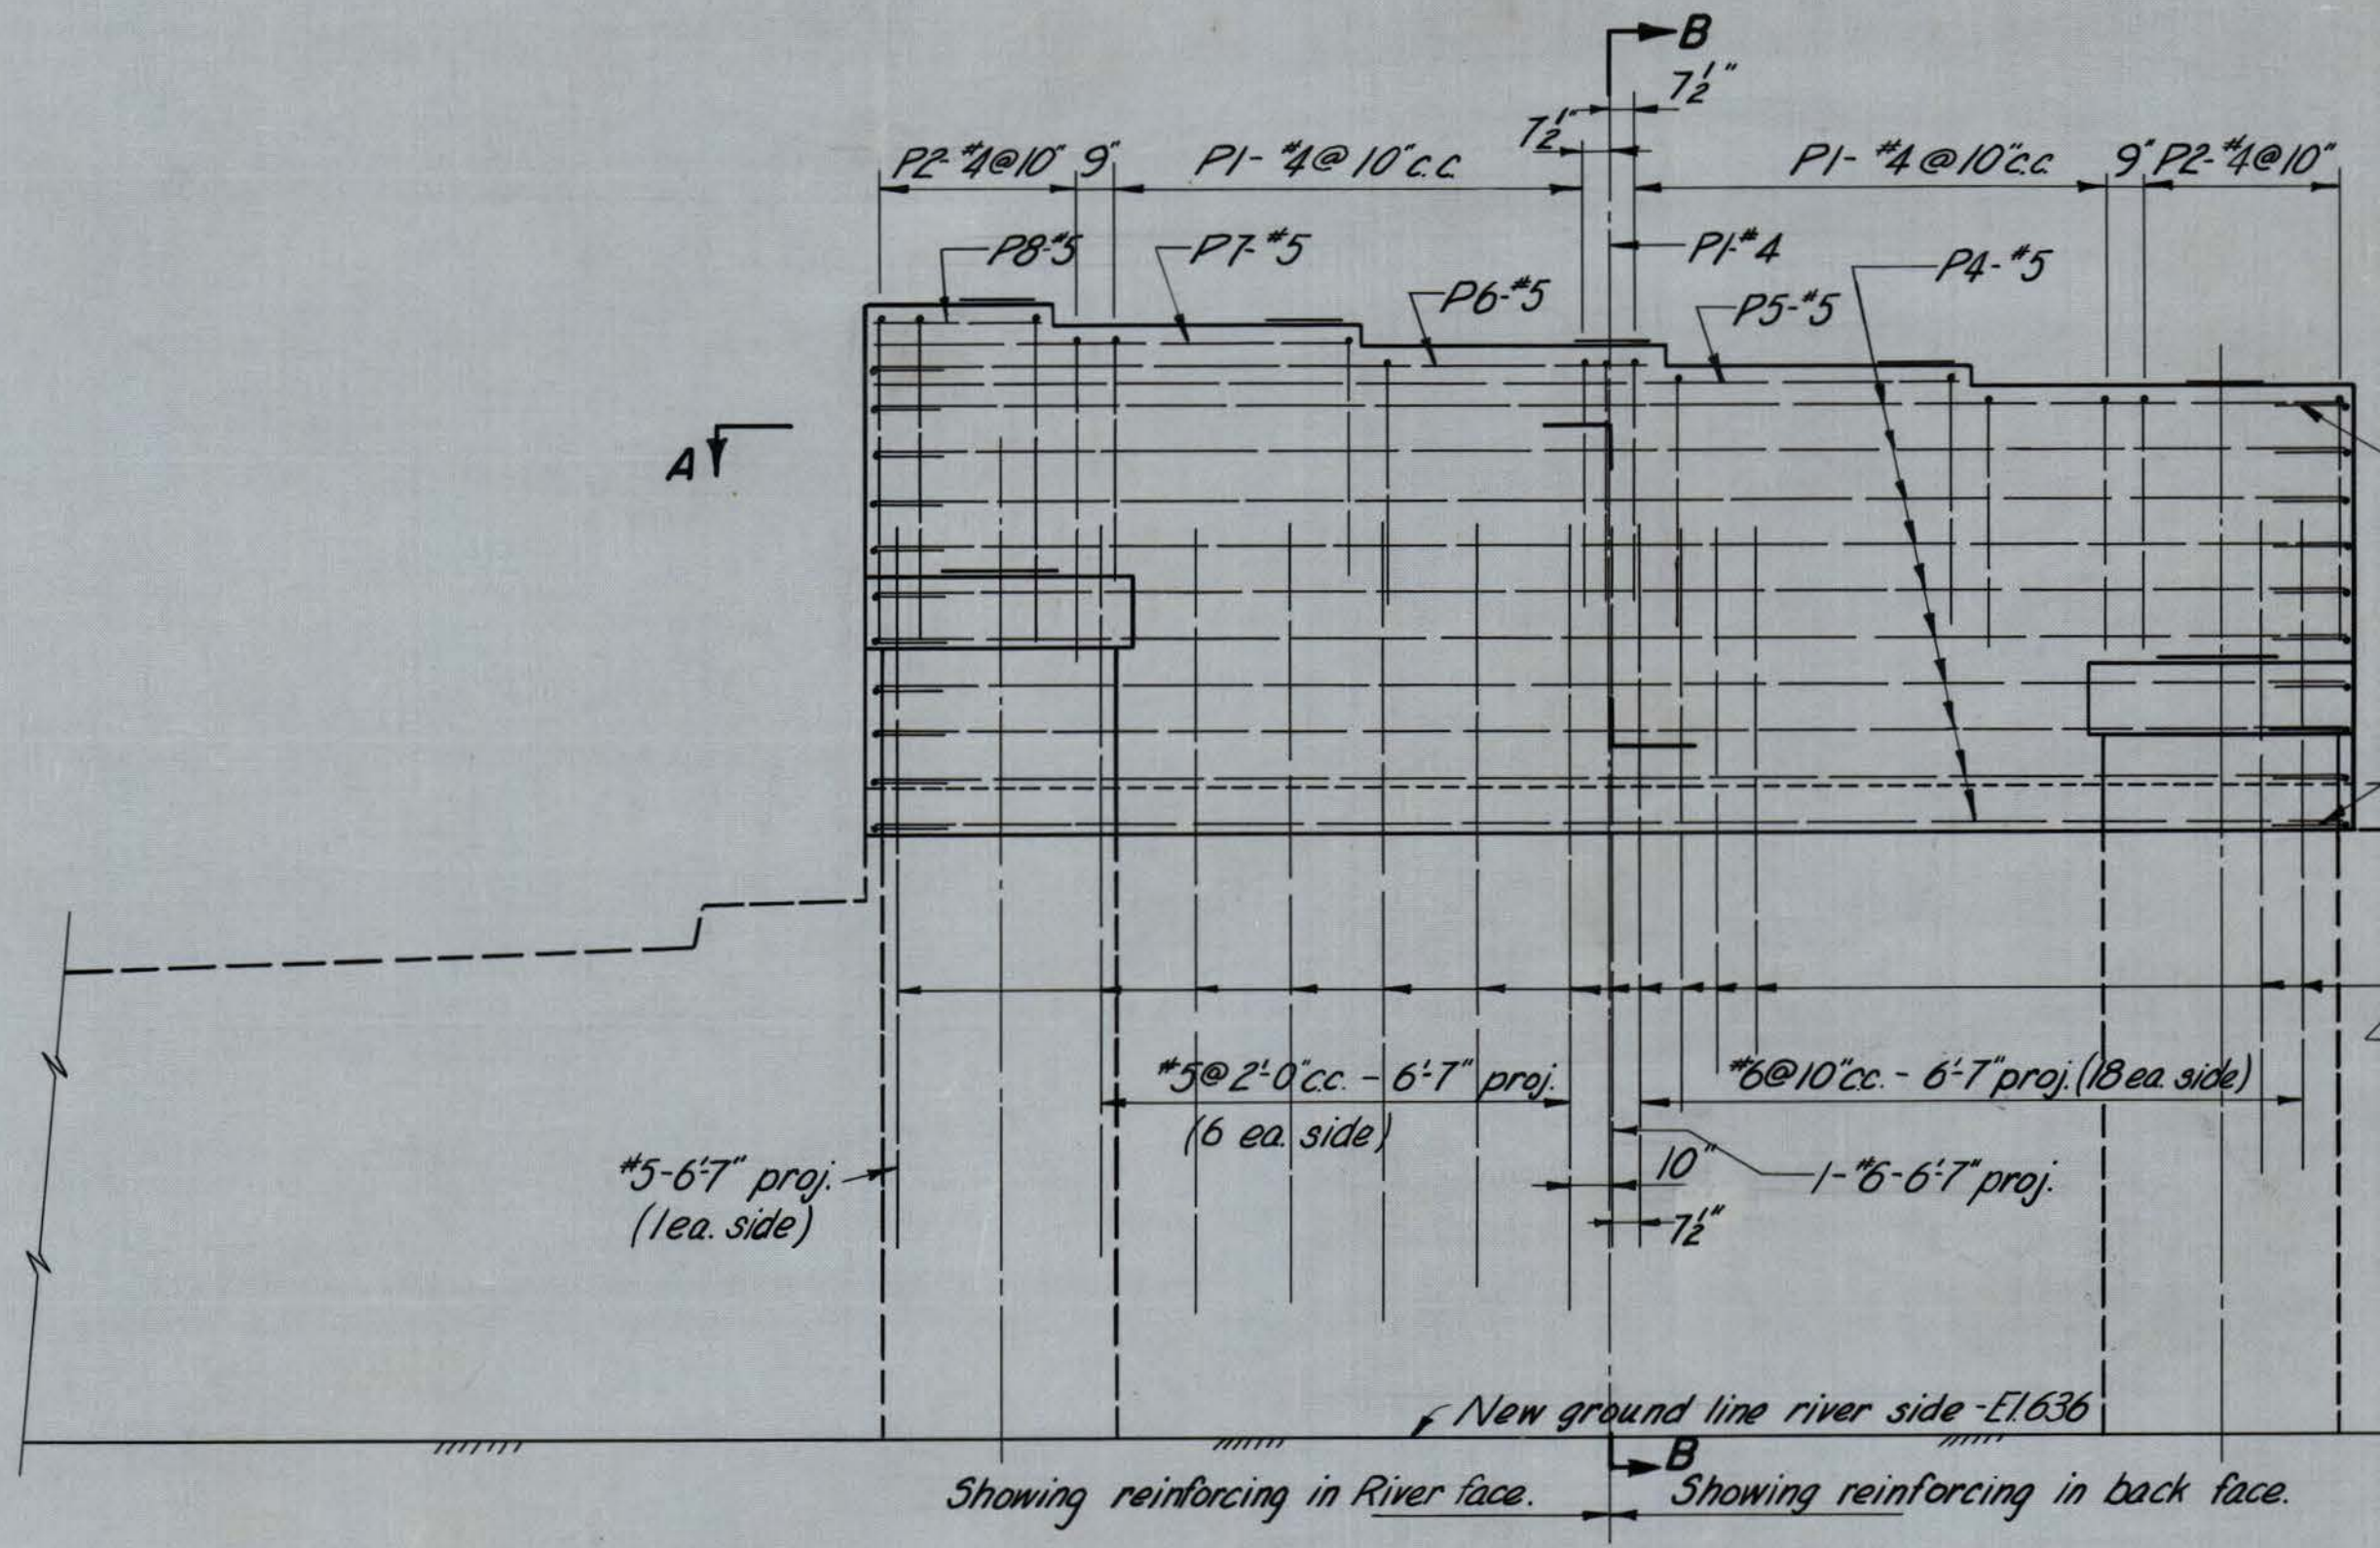 B
7½"
7½"
P2-#4@10" 9" P1-#4@10"c.c. P1-#4@10"c.c. 9" P2-#4@10"
P8-#5 P7-#5 P1-#4
P6-#5 P5-#5 P4-#5
A
#5@2'-0"c.c. - 6'-7" proj. #6@10"c.c. - 6'-7" proj. (18 ea. side)
(6 ea. side)
#5-6'-7" proj. 10" 1-#6-6'-7" proj.
(1 ea. side) 7½"
New ground line river side - El. 636
B
Showing reinforcing in River face. Showing reinforcing in back face.